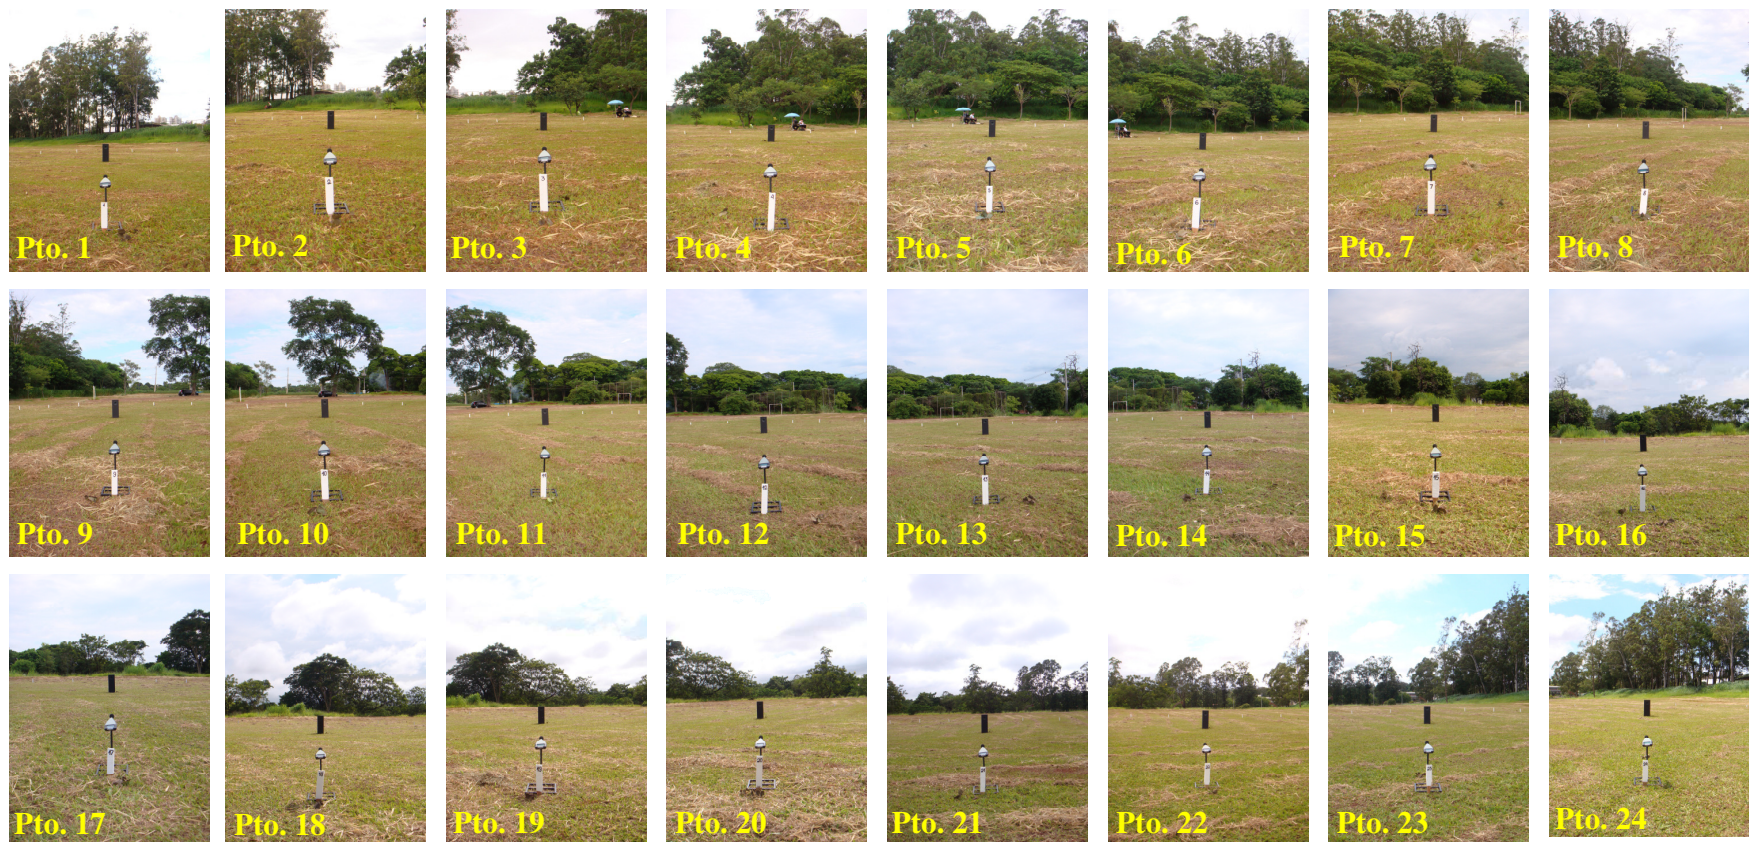 Pto. 1
Pto. 2
Pto. 3
Pto. 4
Pto. 5
Pto. 6
Pto. 7
Pto. 8
Pto. 9
Pto. 10
Pto. 11
Pto. 12
Pto. 13
Pto. 14
Pto. 15
Pto. 16
Pto. 17
Pto. 18
Pto. 19
Pto. 20
Pto. 21
Pto. 22
Pto. 23
Pto. 24